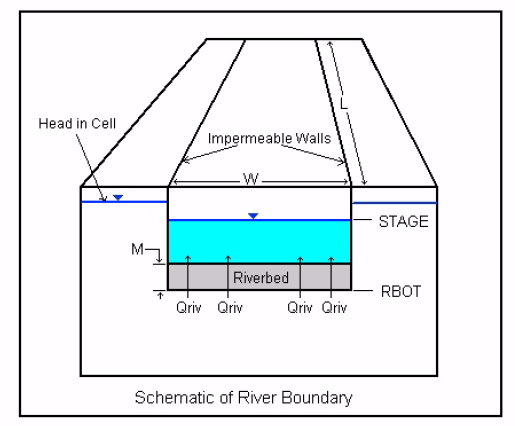 L
Head in Cell
Impermeable Walls
W
STAGE
M
Riverbed
RBOT
Qriv Qriv Qriv Qriv
Schematic of River Boundary